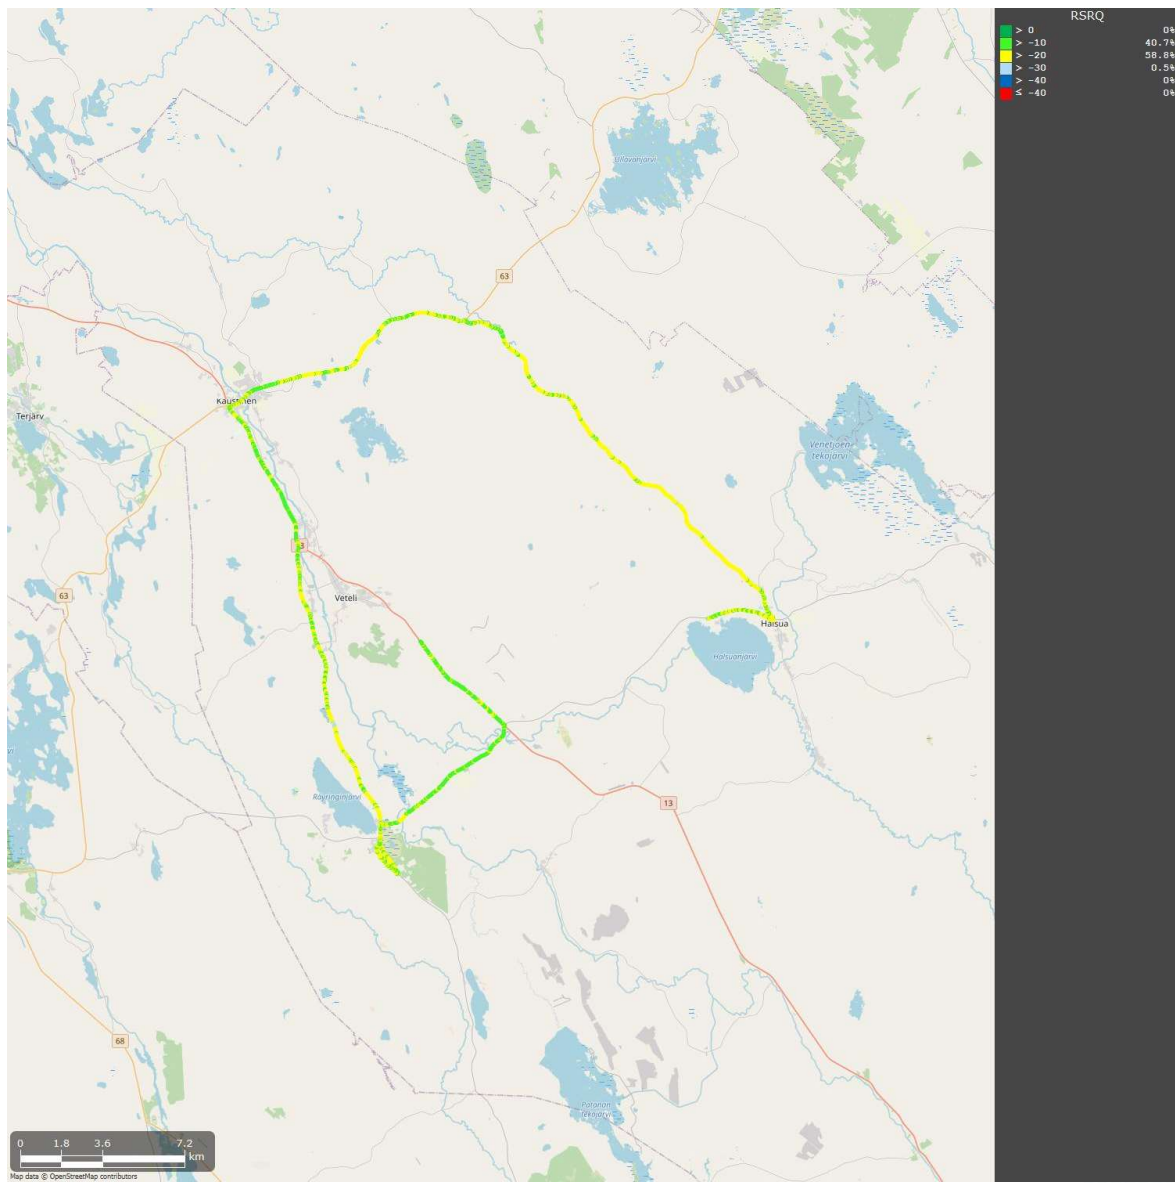 RSRQ
> 0 0%
> -10 40.7%
> -20 58.8%
> -30 0.5%
> -40 0%
≤ -40 0%
Ullavanjärvi
63
Kaustinen
Terjärv
Venetjoen
tekojärvi
13
63
Veteli
Halsua
Halsuanjärvi
Räyringinjärvi
13
68
Patanan
tekojärvi
0 1.8 3.6 7.2
km
Map data © OpenStreetMap contributors